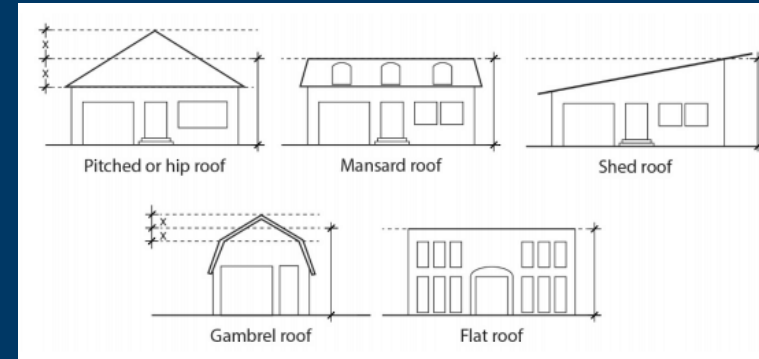 x
x
Pitched or hip roof
Mansard roof
Shed roof
x
x
Gambrel roof
Flat roof